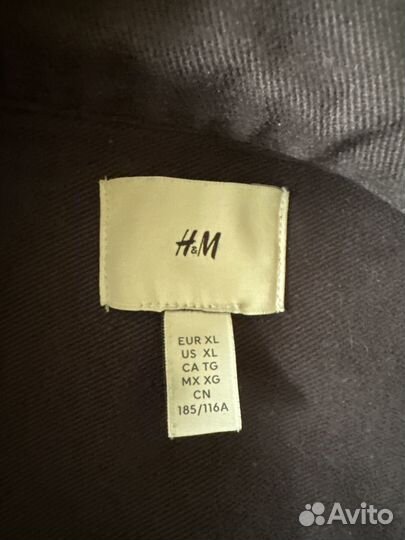 H&M
EUR XL
US XL
CA TG
MX XG
CN
185/116A
Avito